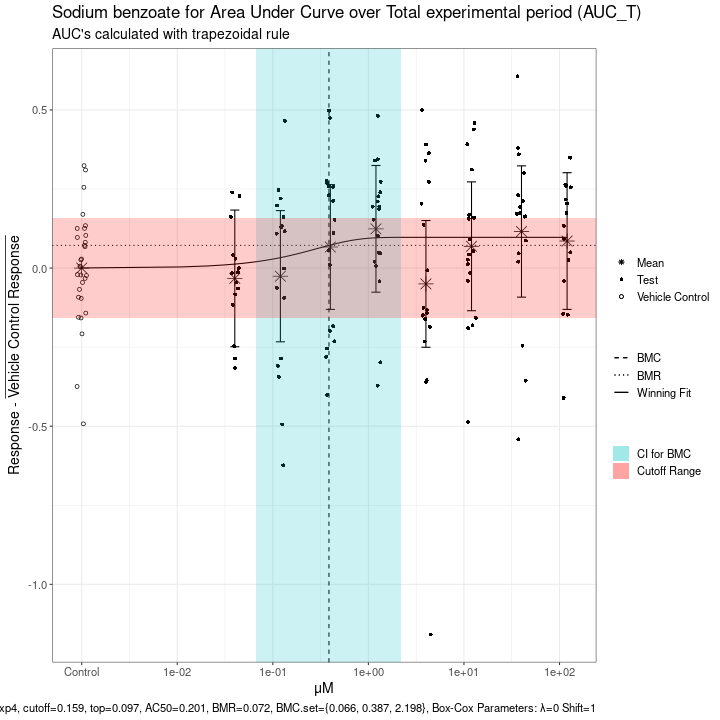 Sodium benzoate for Area Under Curve over Total experimental period (AUC_T)
AUC's calculated with trapezoidal rule
0.5
0.0
-0.5
-1.0
Response - Vehicle Control Response
Control
1e-02
1e-01
1e+00
1e+01
1e+02
μM
Mean
Test
Vehicle Control
BMC
BMR
Winning Fit
CI for BMC
Cutoff Range
xp4, cutoff=0.159, top=0.097, AC50=0.201, BMR=0.072, BMC.set={0.066, 0.387, 2.198}, Box-Cox Parameters: λ=0 Shift=1